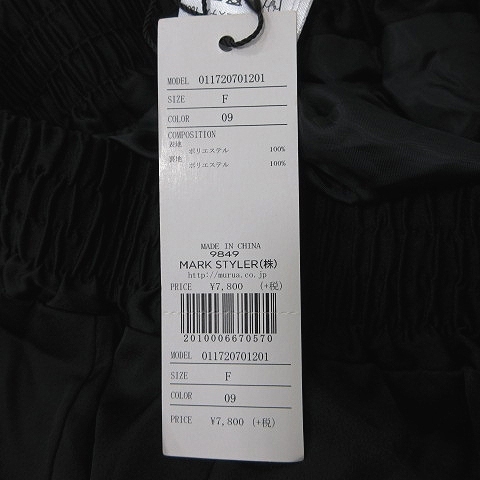 MODEL 011720701201
SIZE F
COLOR 09
COMPOSITION
表地
ポリエステル 100%
裏地
ポリエステル 100%
MADE IN CHINA
9849
MARK STYLER(株)
http://murua.co.jp
PRICE ¥7,800 (+税)
2010006670570
MODEL 011720701201
SIZE F
COLOR 09
PRICE ¥7,800 (+税)